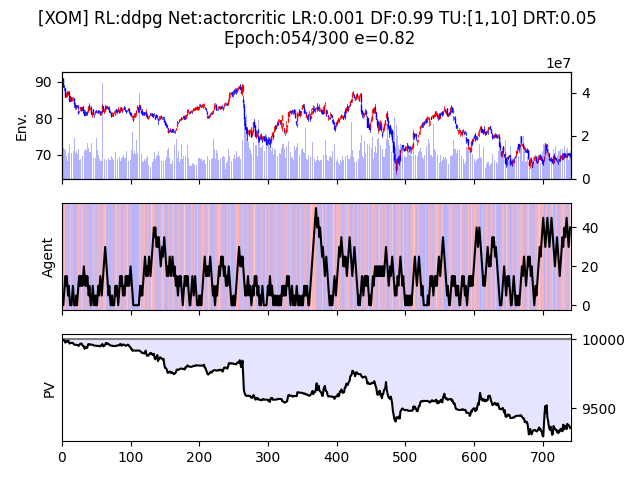 [XOM] RL:ddpg Net:actorcritic LR:0.001 DF:0.99 TU:[1,10] DRT:0.05
Epoch:054/300 e=0.82
1e7
Env.
90
80
70
4
2
0
Agent
40
20
0
PV
10000
9500
0 100 200 300 400 500 600 700